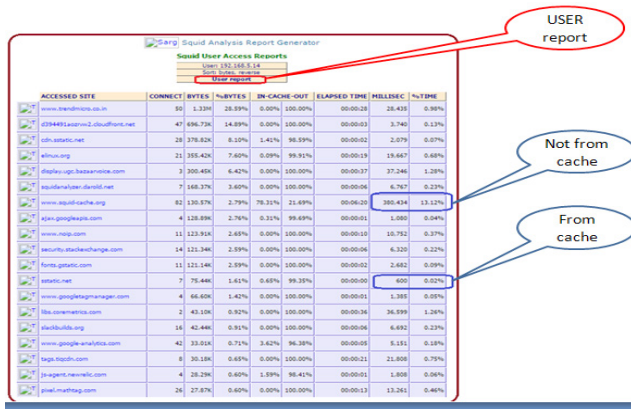 USER
report
Sarg Squid Analysis Report Generator
Squid User Access Reports
User: 192.168.5.14
Sort: bytes, reverse
User report
ACCESSED SITE CONNECT BYTES %BYTES IN-CACHE-OUT ELAPSED TIME MILLISEC %TIME
www.trendmicro.co.in 50 1.33M 28.59% 0.00% 100.00% 00:00:28 28,435 0.98%
d394491aozrvw2.cloudfront.net 47 696.73K 14.89% 0.00% 100.00% 00:00:03 3,740 0.13%
cdn.sstatic.net 28 378.82K 8.10% 1.41% 98.59% 00:00:02 2,079 0.07%
elinux.org 21 355.42K 7.60% 0.09% 99.91% 00:00:19 19,667 0.68%
display.ugc.bazaarvoice.com 3 300.45K 6.42% 0.00% 100.00% 00:00:37 37,246 1.28%
squidanalyzer.darold.net 7 168.37K 3.60% 0.00% 100.00% 00:00:06 6,767 0.23%
www.squid-cache.org 82 130.57K 2.79% 78.31% 21.69% 00:06:20 380,434 13.12%
ajax.googleapis.com 4 128.89K 2.76% 0.31% 99.69% 00:00:01 1,080 0.04%
www.noip.com 11 123.91K 2.65% 0.00% 100.00% 00:00:10 10,752 0.37%
security.stackexchange.com 14 121.34K 2.59% 0.00% 100.00% 00:00:06 6,320 0.22%
fonts.gstatic.com 11 121.14K 2.59% 0.00% 100.00% 00:00:02 2,682 0.09%
sstatic.net 7 75.44K 1.61% 0.65% 99.35% 00:00:00 600 0.02%
www.googletagmanager.com 4 66.60K 1.42% 0.00% 100.00% 00:00:01 1,385 0.05%
libs.coremetrics.com 2 43.10K 0.92% 0.00% 100.00% 00:00:36 36,599 1.26%
slackbuilds.org 16 42.44K 0.91% 0.00% 100.00% 00:00:06 6,692 0.23%
www.google-analytics.com 42 33.01K 0.71% 3.62% 96.38% 00:00:05 5,151 0.18%
tags.tiqcdn.com 8 30.18K 0.65% 0.00% 100.00% 00:00:21 21,808 0.75%
js-agent.newrelic.com 4 28.29K 0.60% 1.59% 98.41% 00:00:01 1,808 0.06%
pixel.mathtag.com 26 27.87K 0.60% 0.00% 100.00% 00:00:13 13,261 0.46%
Not from
cache
From
cache